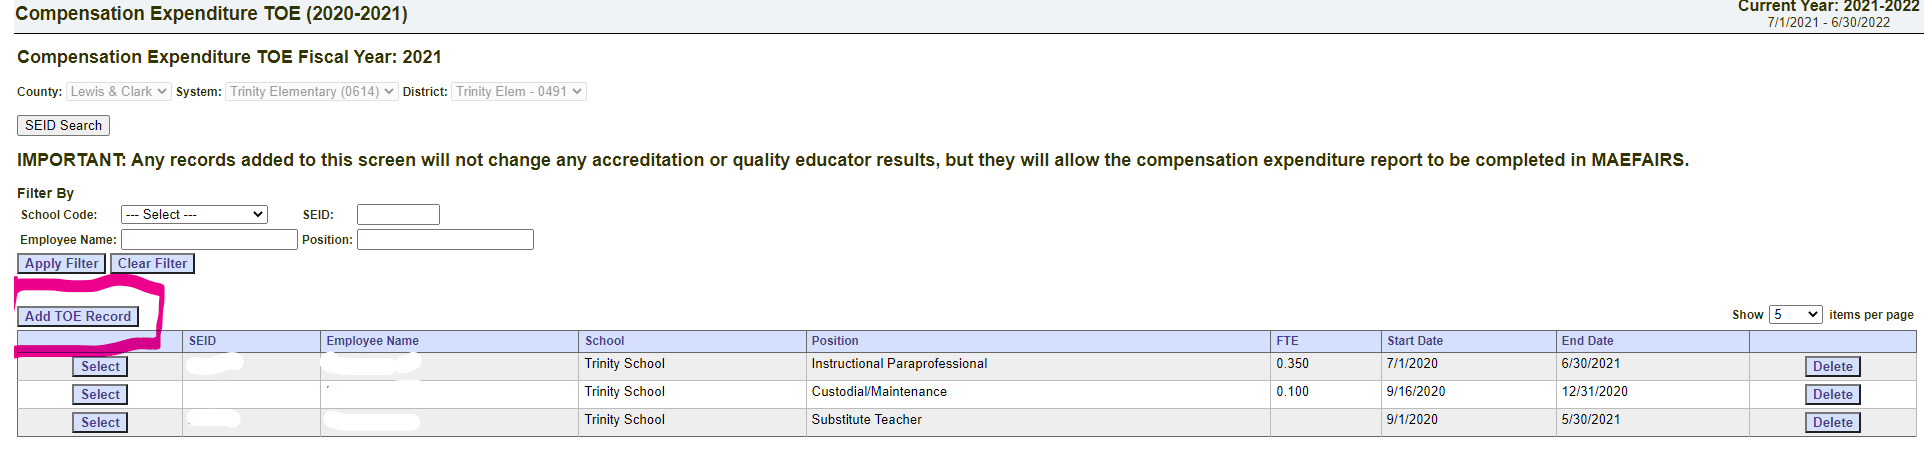 Compensation Expenditure TOE (2020-2021)
Current Year: 2021-2022
7/1/2021 - 6/30/2022
Compensation Expenditure TOE Fiscal Year: 2021
County: Lewis & Clark System: Trinity Elementary (0614) District: Trinity Elem - 0491
SEID Search
IMPORTANT: Any records added to this screen will not change any accreditation or quality educator results, but they will allow the compensation expenditure report to be completed in MAEFAIRS.
Filter By
School Code: --- Select --- SEID:
Employee Name: Position:
Apply Filter Clear Filter
Add TOE Record Show 5 items per page
SEID Employee Name School Position FTE Start Date End Date
Select Trinity School Instructional Paraprofessional 0.350 7/1/2020 6/30/2021 Delete
Select Trinity School Custodial/Maintenance 0.100 9/16/2020 12/31/2020 Delete
Select Trinity School Substitute Teacher 9/1/2020 5/30/2021 Delete